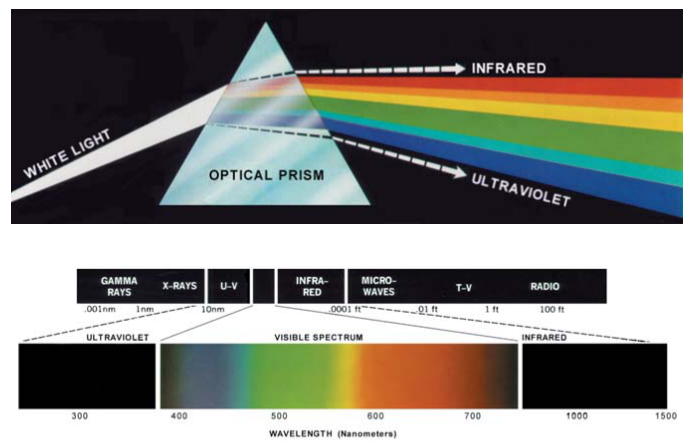 INFRARED
WHITE LIGHT
OPTICAL PRISM
ULTRAVIOLET
GAMMA RAYS X-RAYS U-V INFRA-RED MICRO-WAVES T-V RADIO
.001nm 1nm 10nm .0001 ft .01 ft 1 ft 100 ft
ULTRAVIOLET VISIBLE SPECTRUM INFRARED
300 400 500 600 700 1000 1500
WAVELENGTH (Nanometers)